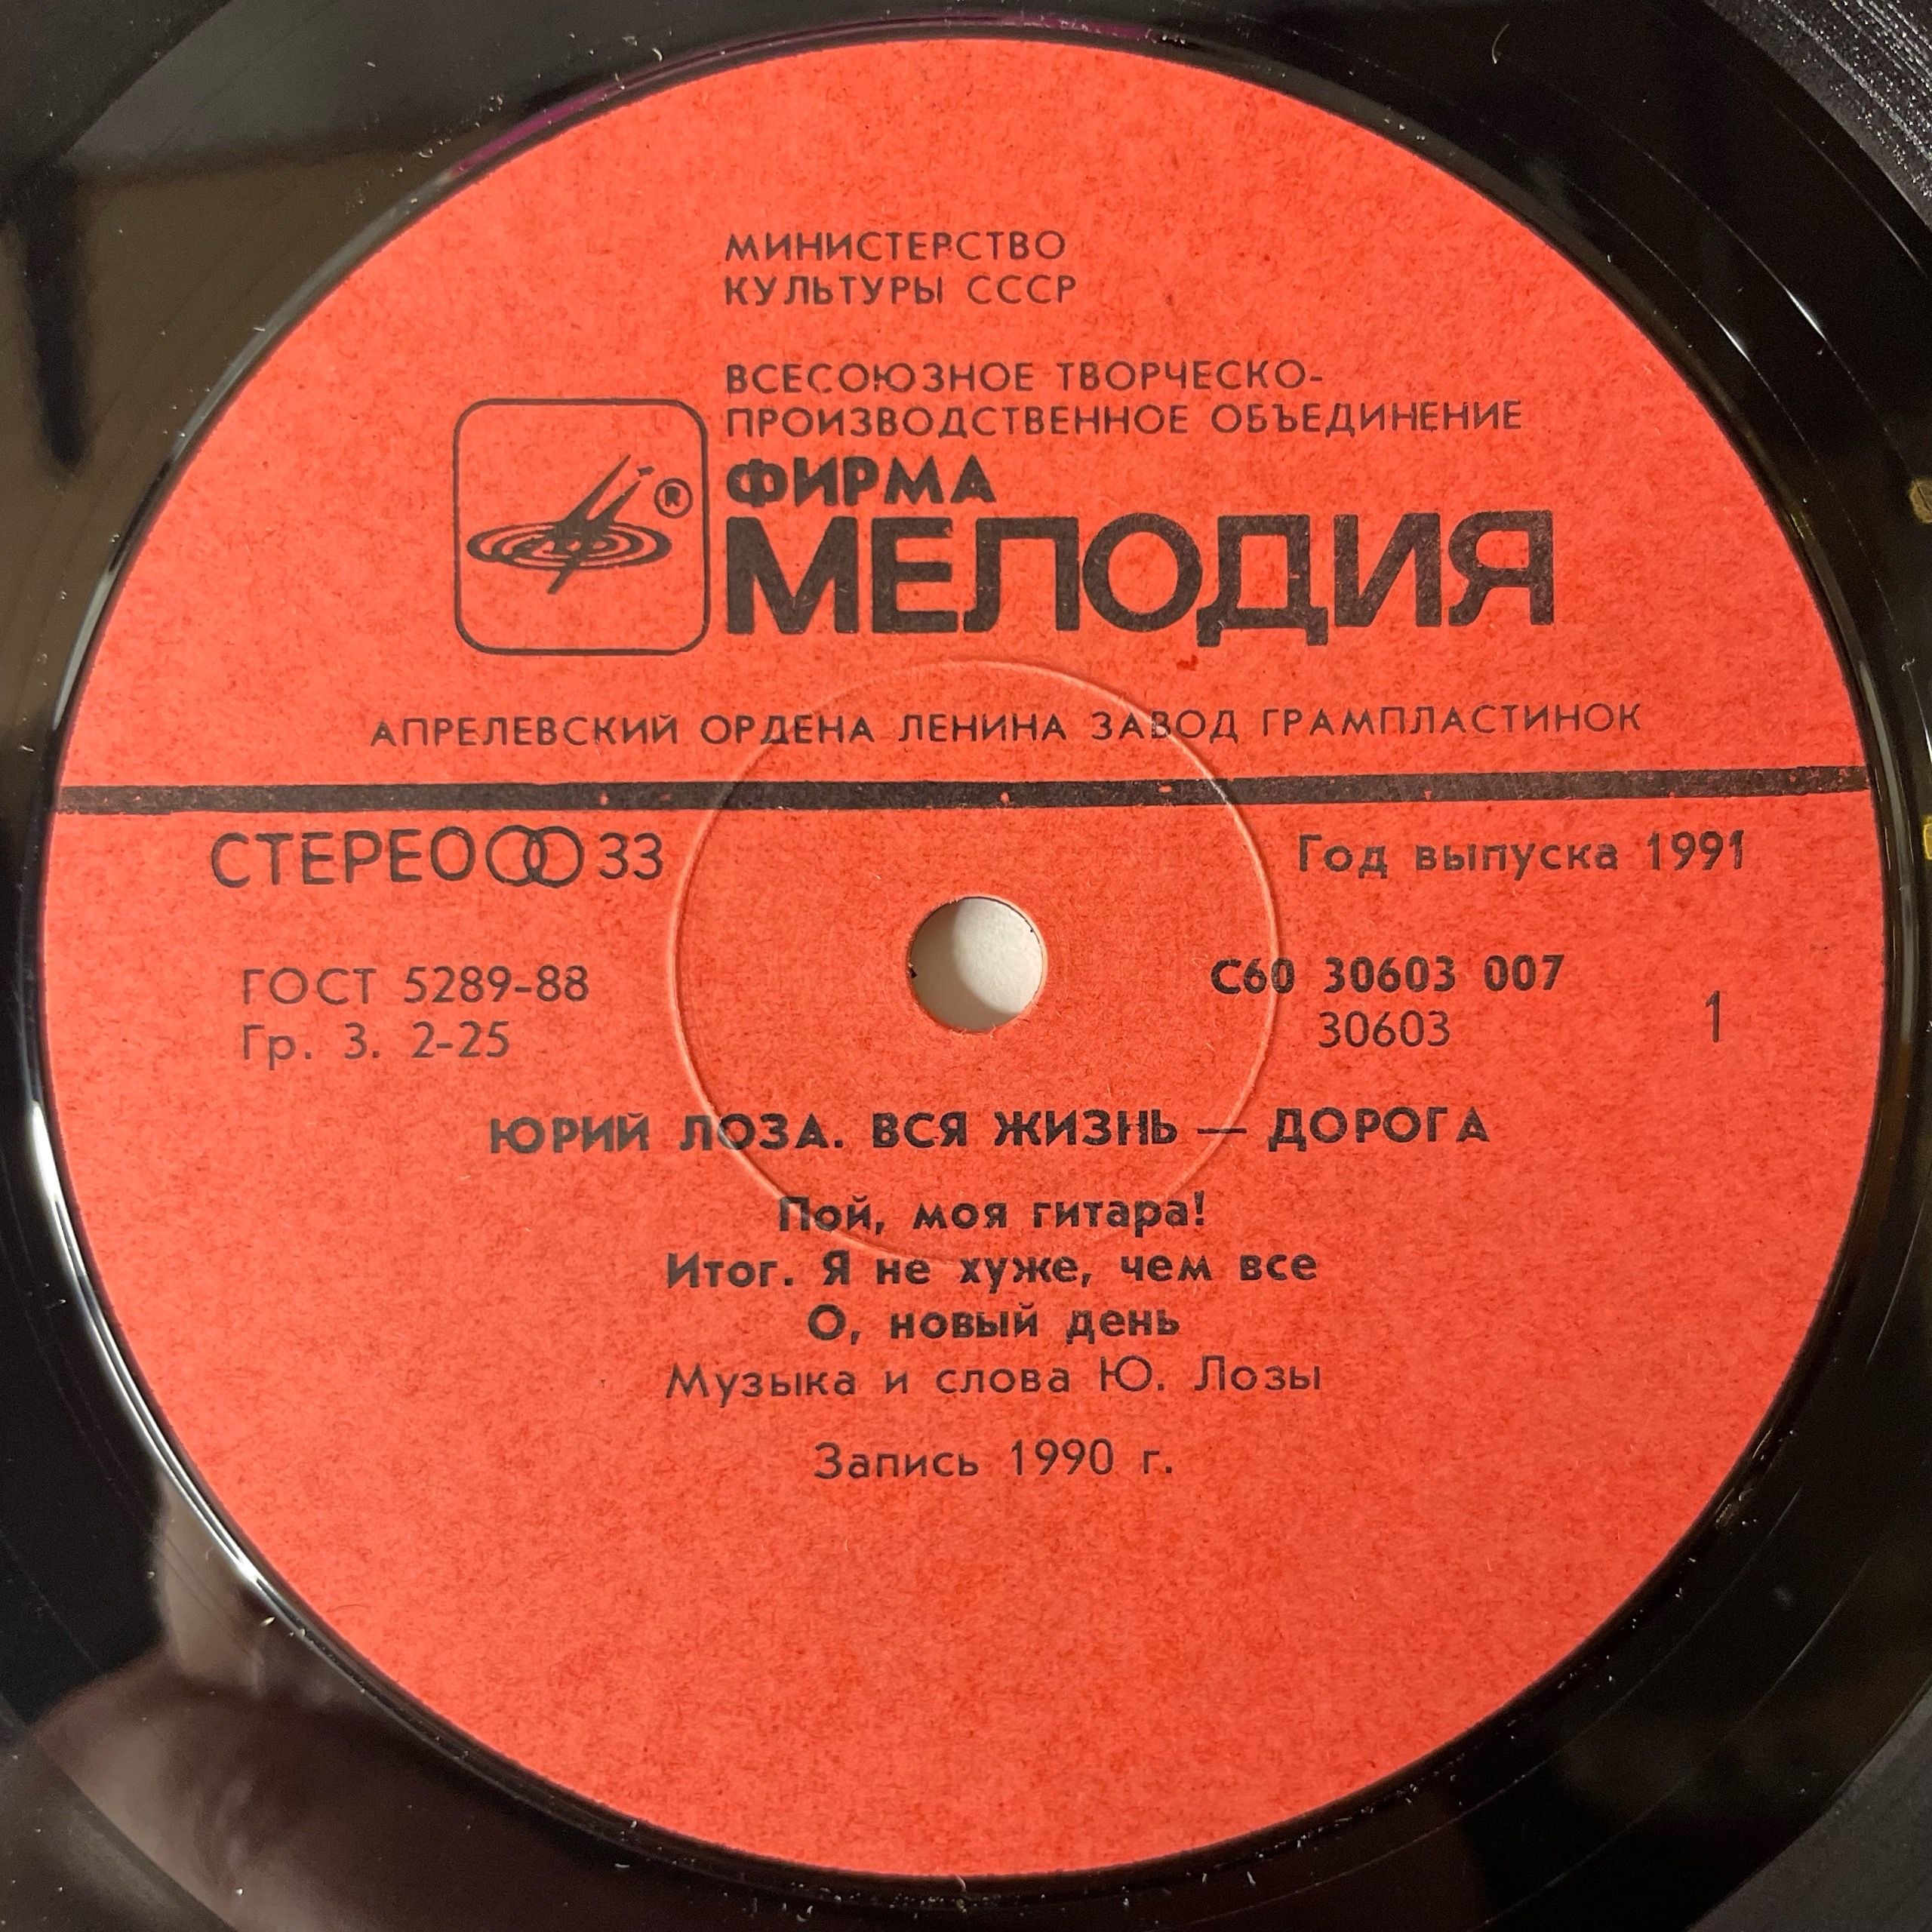 МИНИСТЕРСТВО
КУЛЬТУРЫ СССР
ВСЕСОЮЗНОЕ ТВОРЧЕСКО-
ПРОИЗВОДСТВЕННОЕ ОБЪЕДИНЕНИЕ
ФИРМА
®
МЕЛОДИЯ
АПРЕЛЕВСКИЙ ОРДЕНА ЛЕНИНА ЗАВОД ГРАМПЛАСТИНОК
СТЕРЕО 33
Год выпуска 1991
ГОСТ 5289-88
Гр. 3. 2-25
С60 30603 007
30603
1
ЮРИЙ ЛОЗА. ВСЯ ЖИЗНЬ — ДОРОГА
Пой, моя гитара!
Итог. Я не хуже, чем все
О, новый день
Музыка и слова Ю. Лозы
Запись 1990 г.